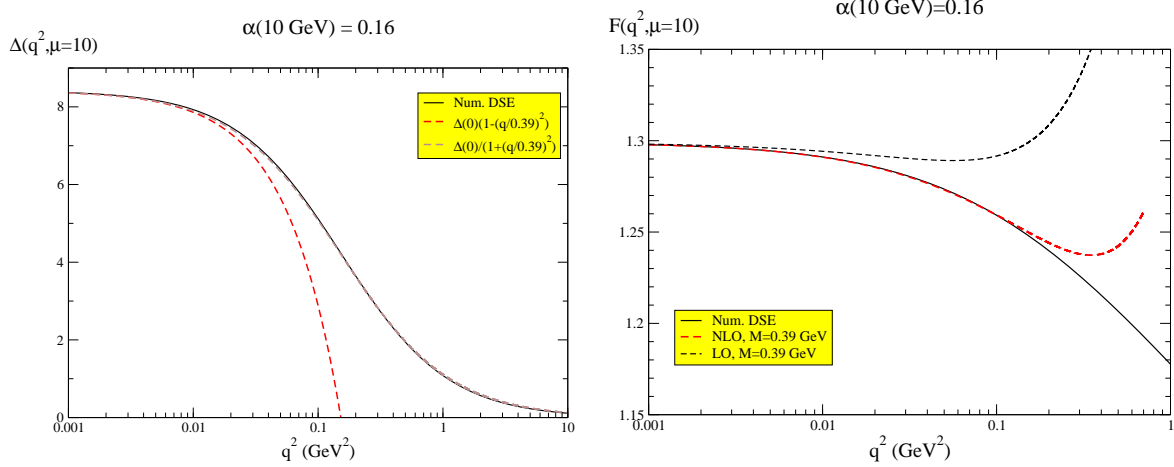 α(10 GeV) = 0.16
Δ(q²,μ=10)
8
6
4
2
0
0.001
0.01
0.1
1
10
q² (GeV²)
Num. DSE
Δ(0)(1-(q/0.39)²)
Δ(0)/(1+(q/0.39)²)
α(10 GeV)=0.16
F(q²,μ=10)
1.35
1.3
1.25
1.2
1.15
0.001
0.01
0.1
1
q² (GeV²)
Num. DSE
NLO, M=0.39 GeV
LO, M=0.39 GeV